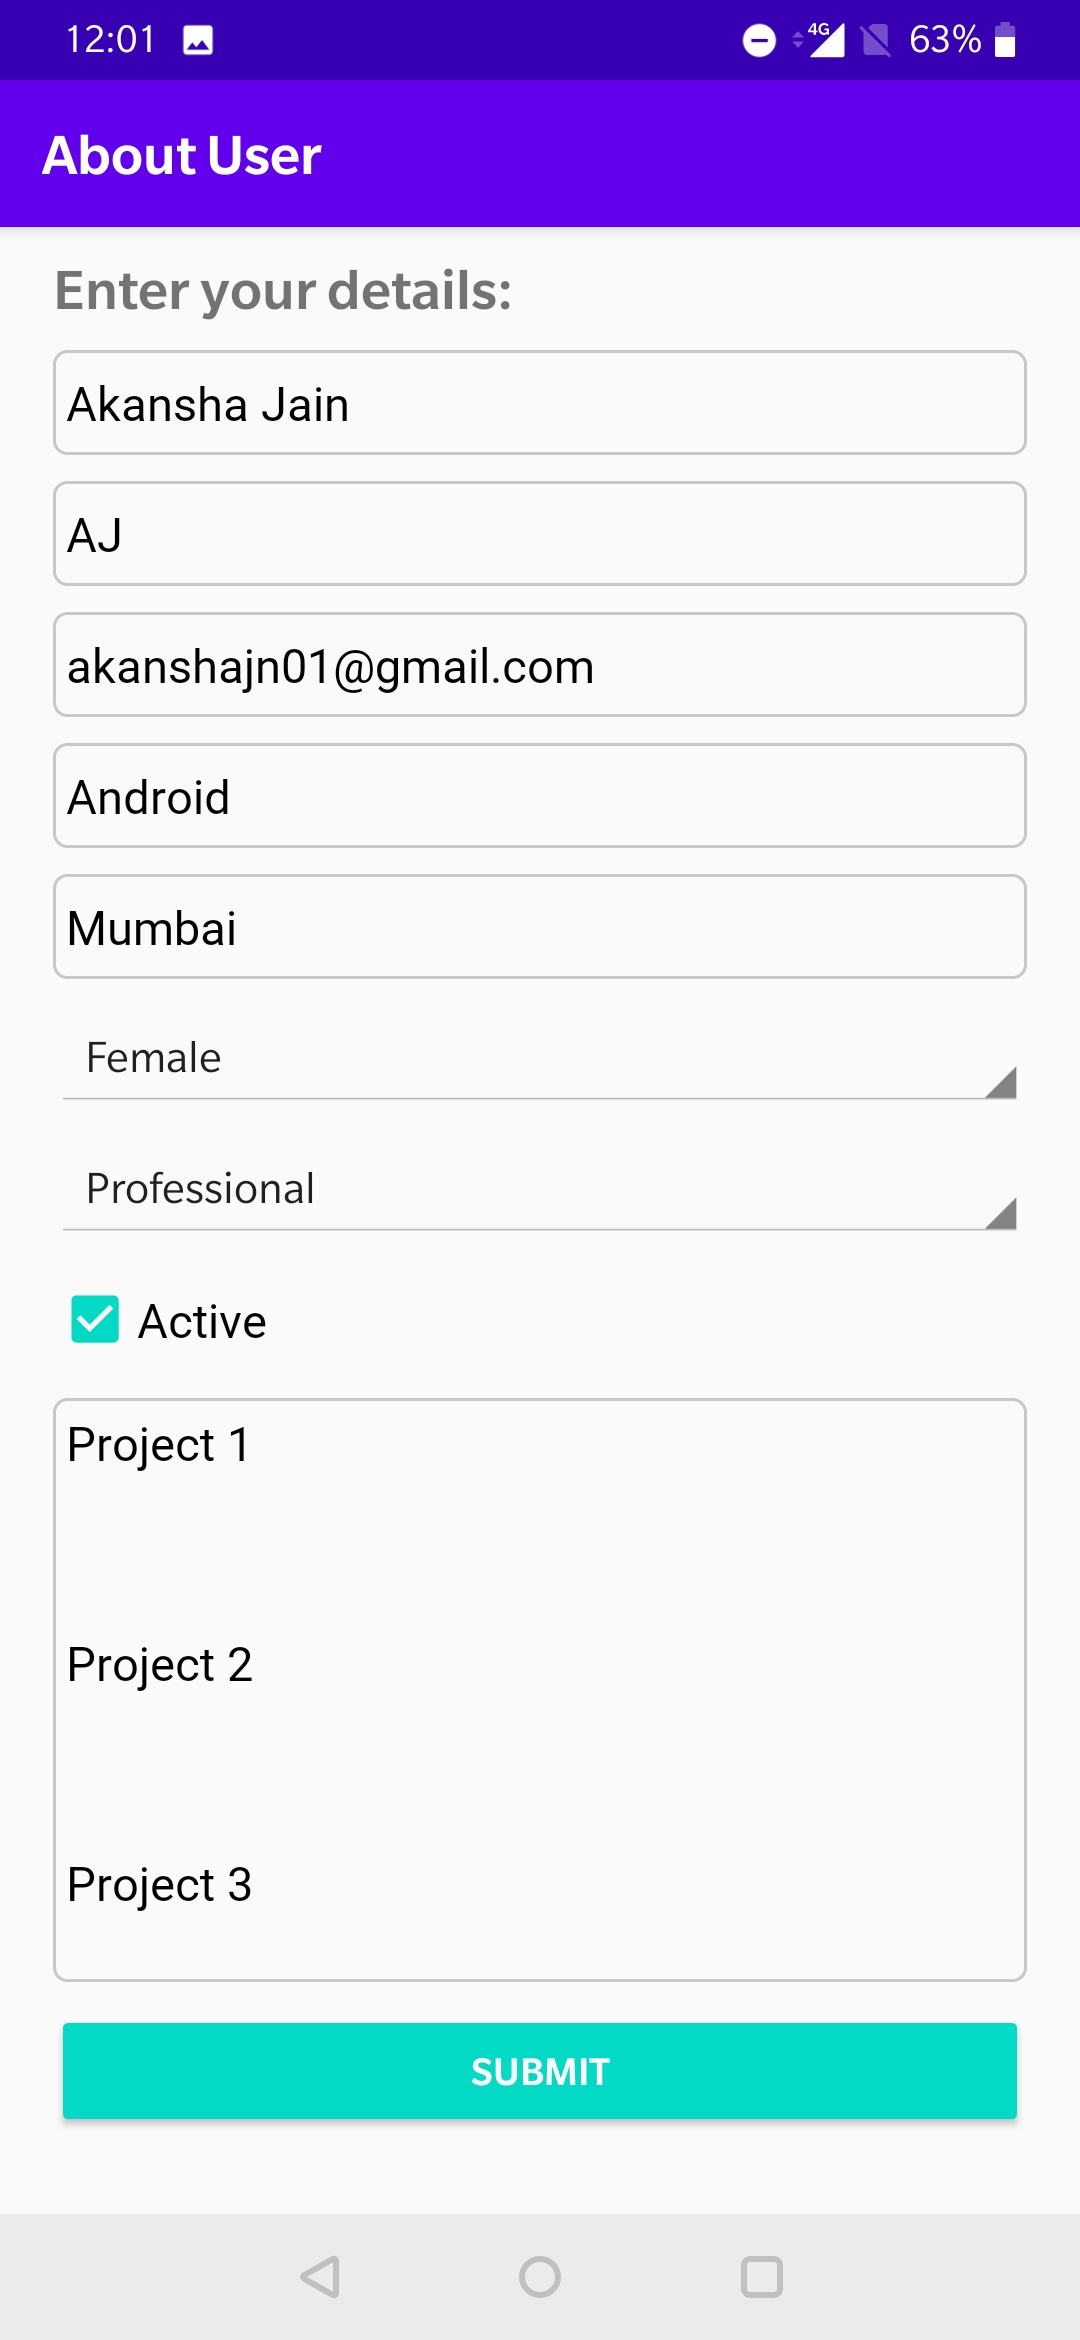 12:01
4G 63%
About User
Enter your details:
Akansha Jain
AJ
akanshajn01@gmail.com
Android
Mumbai
Female
Professional
Active
Project 1
Project 2
Project 3
SUBMIT